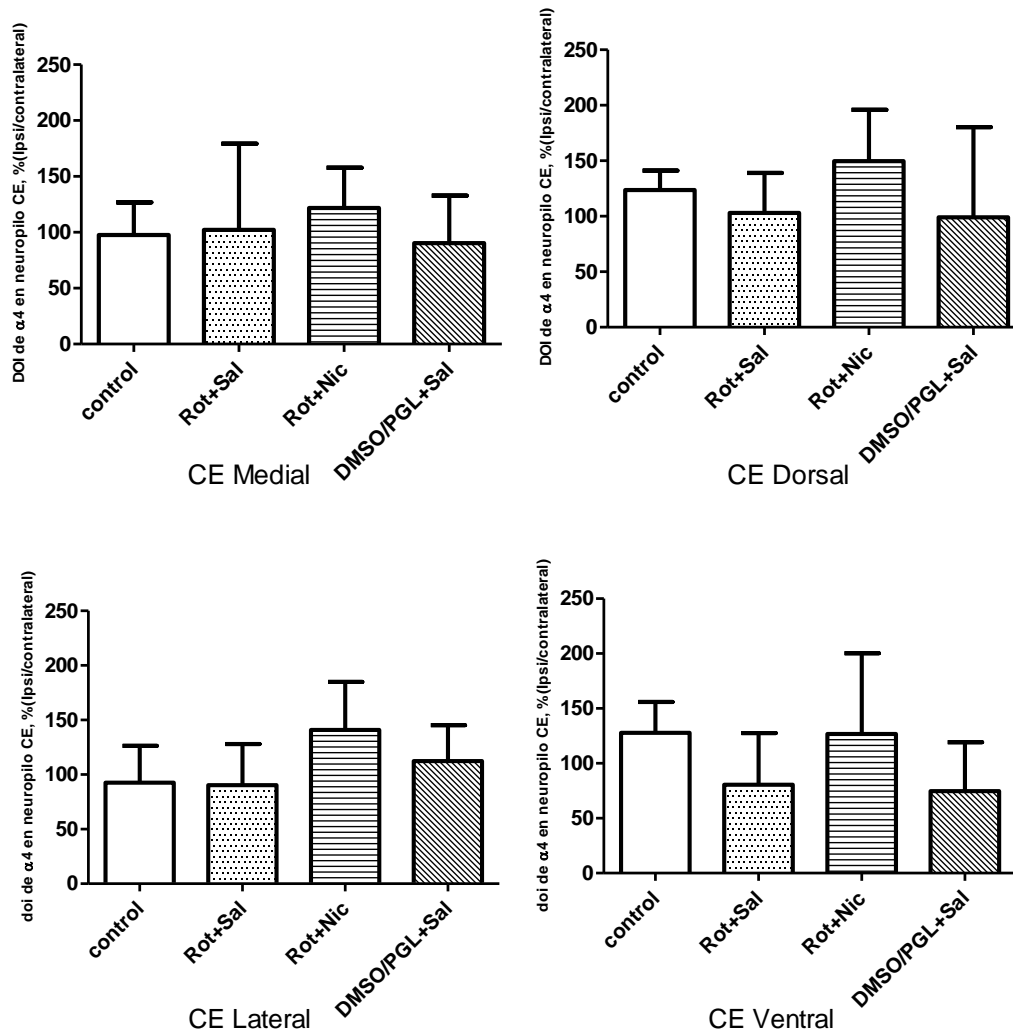 DOI de α4 en neuropilo CE, %(Ipsi/contralateral)
250
200
150
100
50
0
control
Rot+Sal
Rot+Nic
DMSO/PGL+Sal
CE Medial
DOI de α4 en neuropilo CE, %(Ipsi/contralateral)
250
200
150
100
50
0
control
Rot+Sal
Rot+Nic
DMSO/PGL+Sal
CE Dorsal
doi de α4 en neuropilo CE, %(Ipsi/contralateral)
250
200
150
100
50
0
control
Rot+Sal
Rot+Nic
DMSO/PGL+Sal
CE Lateral
doi de α4 en neuropilo CE, %(Ipsi/contralateral)
250
200
150
100
50
0
control
Rot+Sal
Rot+Nic
DMSO/PGL+Sal
CE Ventral